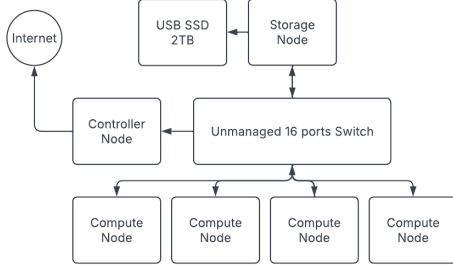 USB SSD
2TB
Storage
Node
Internet
Controller
Node
Unmanaged 16 ports Switch
Compute
Node
Compute
Node
Compute
Node
Compute
Node